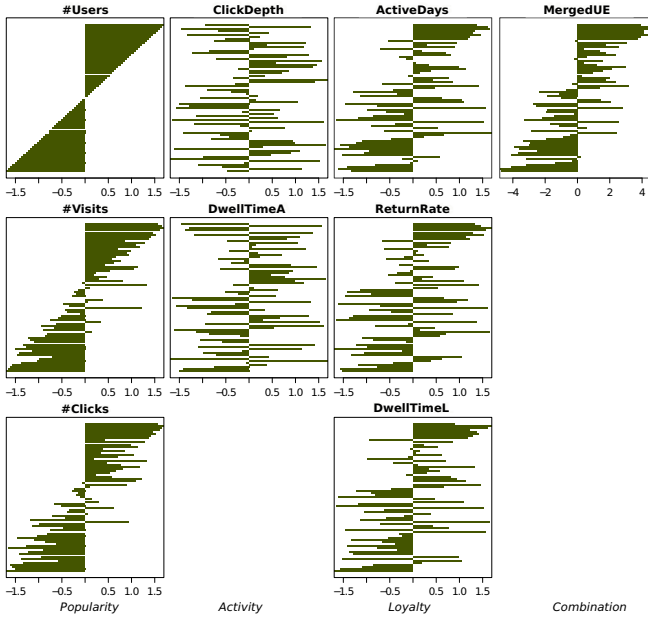 #Users ClickDepth ActiveDays MergedUE
−1.5 −0.5 0.5 1.0 1.5 −1.5 −0.5 0.5 1.0 1.5 −1.5 −0.5 0.5 1.0 1.5 −4 −2 0 2 4
#Visits DwellTimeA ReturnRate
−1.5 −0.5 0.5 1.0 1.5 −1.5 −0.5 0.5 1.0 1.5 −1.5 −0.5 0.5 1.0 1.5
#Clicks DwellTimeL
−1.5 −0.5 0.5 1.0 1.5 −1.5 −0.5 0.5 1.0 1.5
Popularity Activity Loyalty Combination